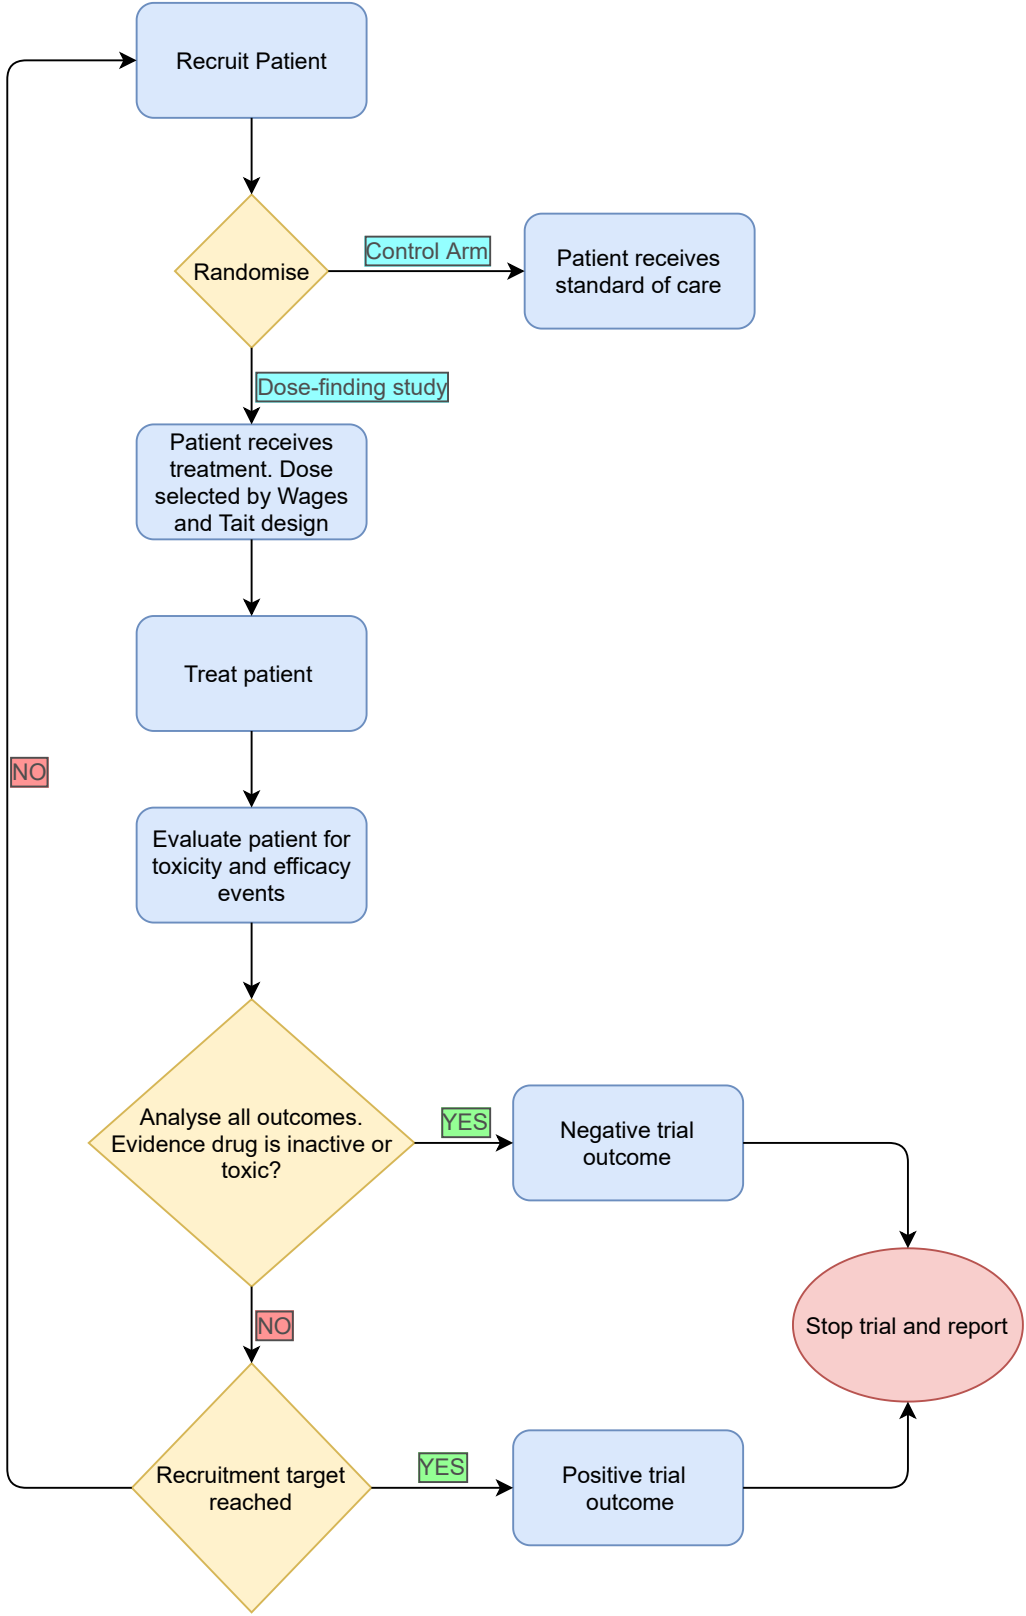 Recruit Patient
Randomise
Control Arm
Patient receives
standard of care
Dose-finding study
Patient receives
treatment. Dose
selected by Wages
and Tait design
Treat patient
NO
Evaluate patient for
toxicity and efficacy
events
Analyse all outcomes.
Evidence drug is inactive or
toxic?
YES
Negative trial
outcome
NO
Stop trial and report
Recruitment target
reached
YES
Positive trial
outcome